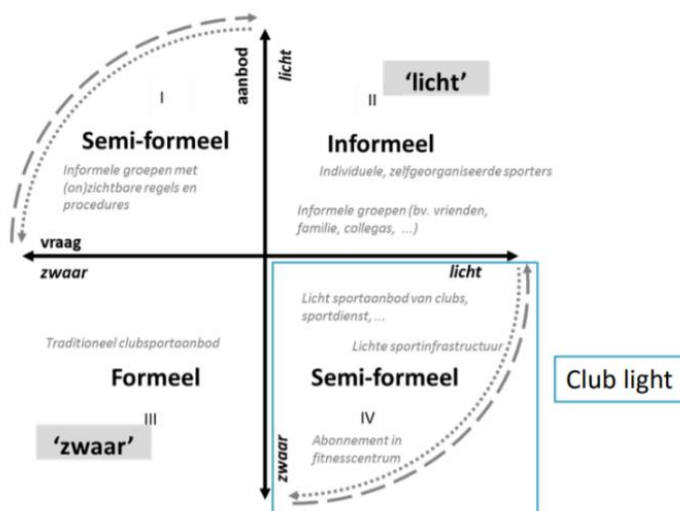 aanbod
licht
I
Semi-formeel
Informele groepen met
(on)zichtbare regels en
procedures
'licht'
II
Informeel
Individuele, zelfgeorganiseerde sporters
Informele groepen (bv. vrienden,
familie, collegas, ...)
vraag
zwaar
licht
Traditioneel clubsportaanbod
Formeel
III
'zwaar'
Licht sportaanbod van clubs,
sportdienst, ...
Lichte sportinfrastructuur
Semi-formeel
IV
Abonnement in
fitnesscentrum
zwaar
Club light